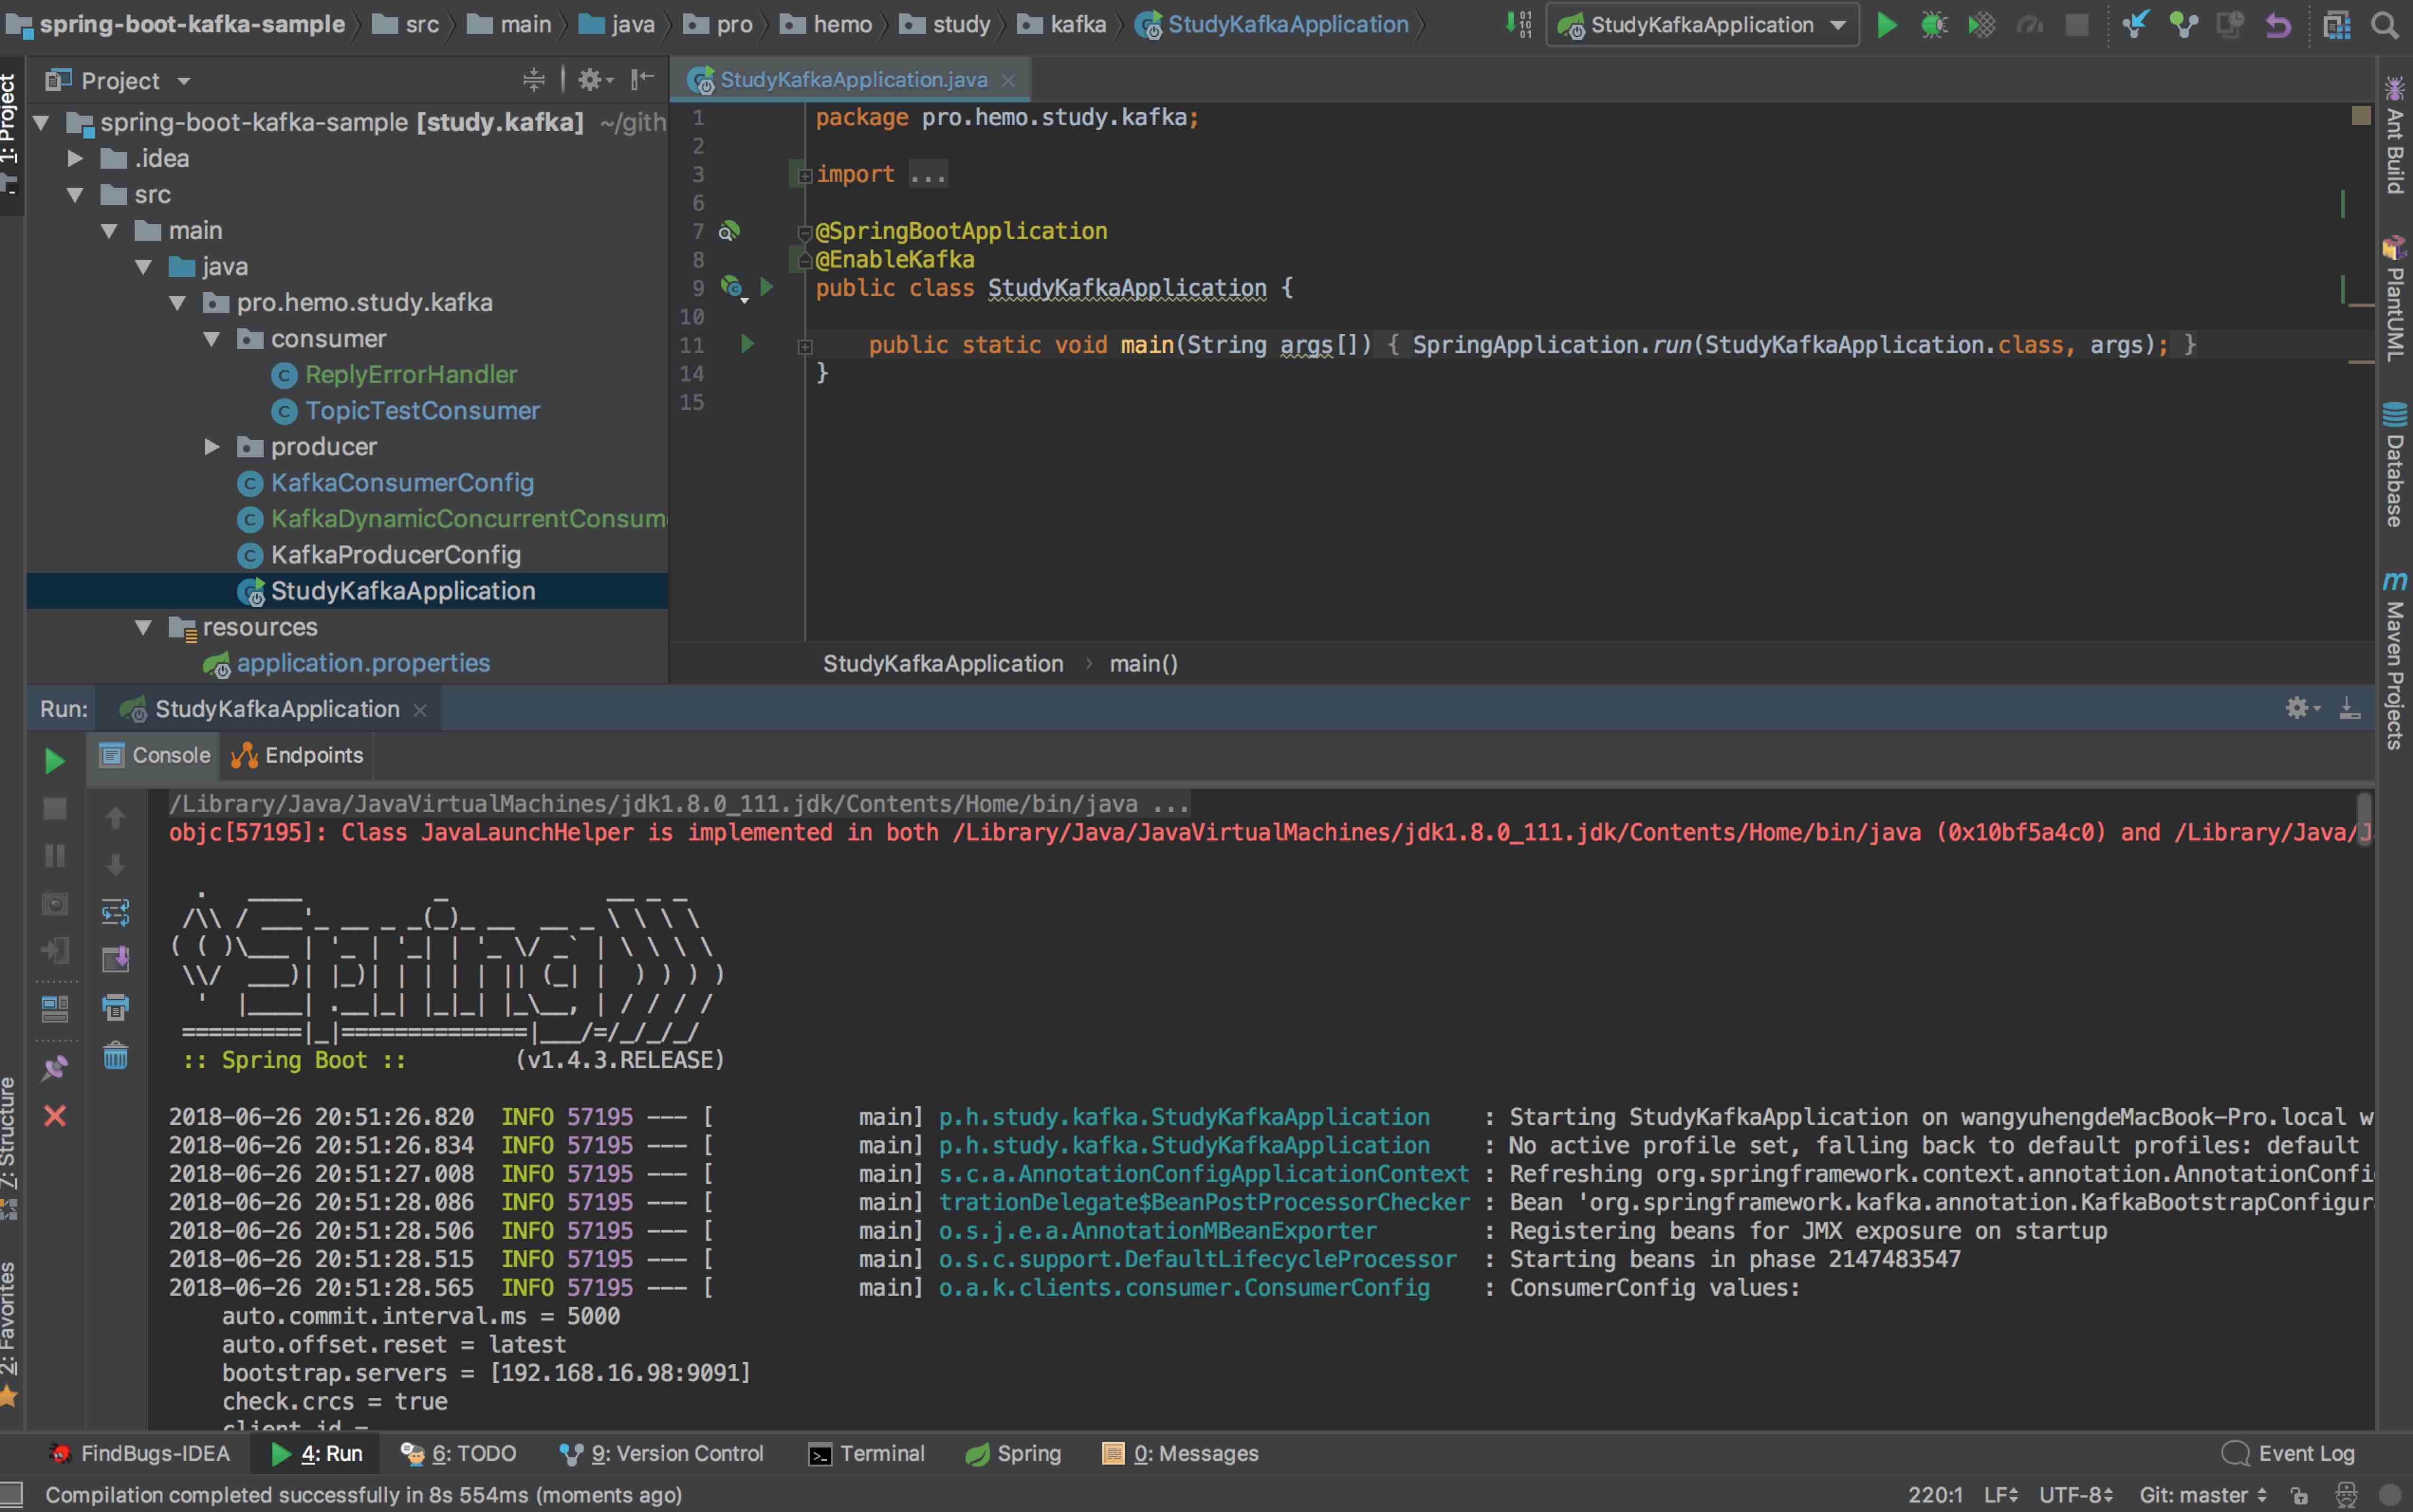 spring-boot-kafka-sample src main java pro hemo study kafka StudyKafkaApplication StudyKafkaApplication
Project
StudyKafkaApplication.java
1: Project
spring-boot-kafka-sample [study.kafka] ~/gith
.idea
src
main
java
pro.hemo.study.kafka
consumer
ReplyErrorHandler
TopicTestConsumer
producer
KafkaConsumerConfig
KafkaDynamicConcurrentConsum
KafkaProducerConfig
StudyKafkaApplication
resources
application.properties
1 package pro.hemo.study.kafka;
2
3 import ...
6
7 @SpringBootApplication
8 @EnableKafka
9 public class StudyKafkaApplication {
10
11 public static void main(String args[]) { SpringApplication.run(StudyKafkaApplication.class, args); }
14 }
15
StudyKafkaApplication › main()
Ant Build
PlantUML
Database
Maven Projects
Run: StudyKafkaApplication
Console Endpoints
/Library/Java/JavaVirtualMachines/jdk1.8.0_111.jdk/Contents/Home/bin/java ...
objc[57195]: Class JavaLaunchHelper is implemented in both /Library/Java/JavaVirtualMachines/jdk1.8.0_111.jdk/Contents/Home/bin/java (0x10bf5a4c0) and /Library/Java/J
  .   ____          _            __ _ _
 /\\ / ___'_ __ _ _(_)_ __  __ _ \ \ \ \
( ( )\___ | '_ | '_| | '_ \/ _` | \ \ \ \
 \\/  ___)| |_)| | | | | || (_| |  ) ) ) )
  '  |____| .__|_| |_|_| |_\__, | / / / /
 =========|_|==============|___/=/_/_/_/
 :: Spring Boot ::        (v1.4.3.RELEASE)
2018-06-26 20:51:26.820  INFO 57195 --- [           main] p.h.study.kafka.StudyKafkaApplication    : Starting StudyKafkaApplication on wangyuhengdeMacBook-Pro.local w
2018-06-26 20:51:26.834  INFO 57195 --- [           main] p.h.study.kafka.StudyKafkaApplication    : No active profile set, falling back to default profiles: default
2018-06-26 20:51:27.008  INFO 57195 --- [           main] s.c.a.AnnotationConfigApplicationContext : Refreshing org.springframework.context.annotation.AnnotationConfi
2018-06-26 20:51:28.086  INFO 57195 --- [           main] trationDelegate$BeanPostProcessorChecker : Bean 'org.springframework.kafka.annotation.KafkaBootstrapConfigur
2018-06-26 20:51:28.506  INFO 57195 --- [           main] o.s.j.e.a.AnnotationMBeanExporter        : Registering beans for JMX exposure on startup
2018-06-26 20:51:28.515  INFO 57195 --- [           main] o.s.c.support.DefaultLifecycleProcessor  : Starting beans in phase 2147483547
2018-06-26 20:51:28.565  INFO 57195 --- [           main] o.a.k.clients.consumer.ConsumerConfig    : ConsumerConfig values:
auto.commit.interval.ms = 5000
auto.offset.reset = latest
bootstrap.servers = [192.168.16.98:9091]
check.crcs = true
client.id =
7: Structure
2: Favorites
FindBugs-IDEA 4: Run 6: TODO 9: Version Control Terminal Spring 0: Messages Event Log
Compilation completed successfully in 8s 554ms (moments ago) 220:1 LF UTF-8 Git: master